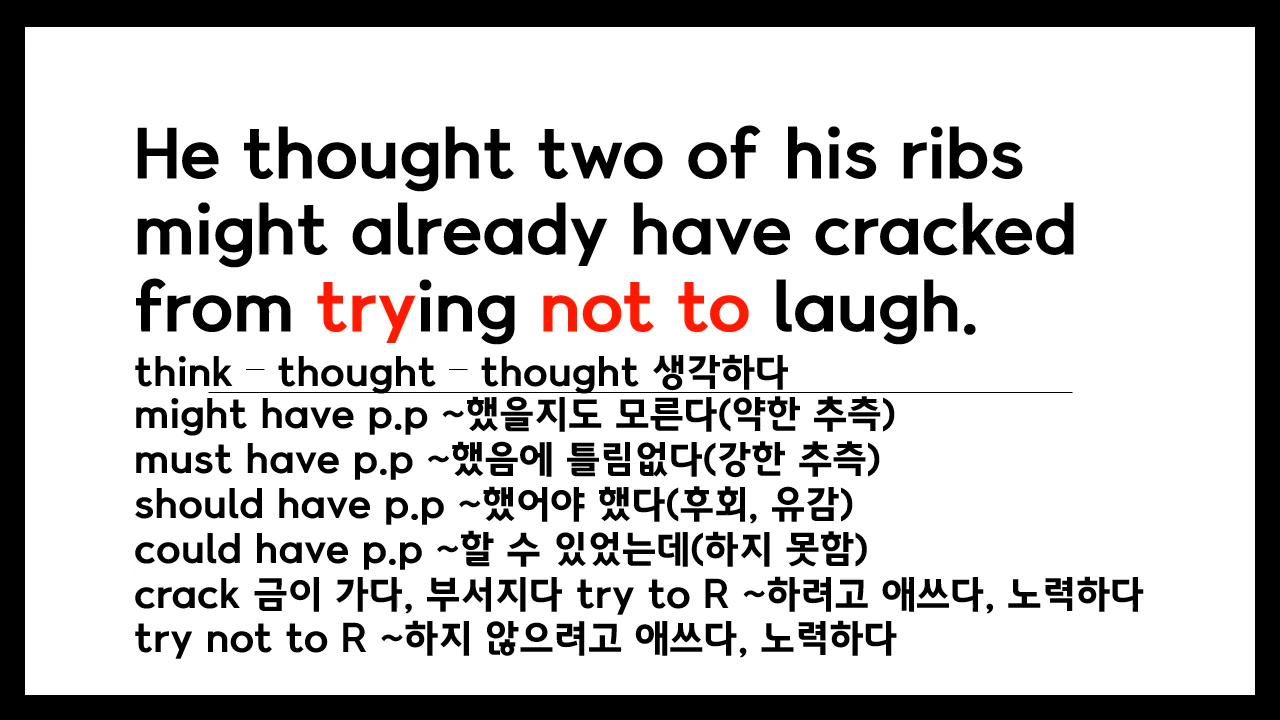 He thought two of his ribs
might already have cracked
from trying not to laugh.
think – thought – thought 생각하다
might have p.p ~했을지도 모른다(약한 추측)
must have p.p ~했음에 틀림없다(강한 추측)
should have p.p ~했어야 했다(후회, 유감)
could have p.p ~할 수 있었는데(하지 못함)
crack 금이 가다, 부서지다 try to R ~하려고 애쓰다, 노력하다
try not to R ~하지 않으려고 애쓰다, 노력하다